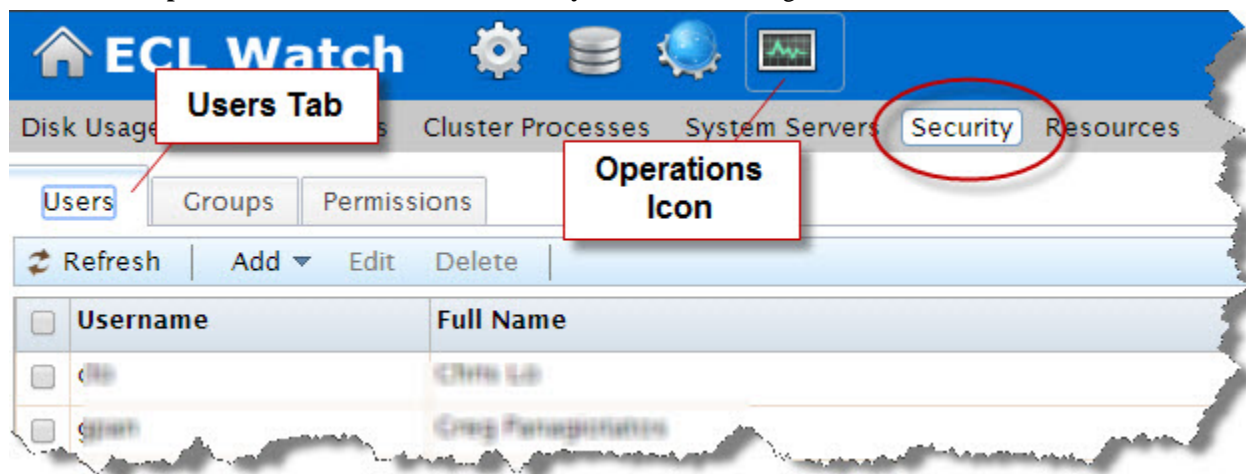 ECL Watch
Users Tab
Disk Usage
s
Cluster Processes
System Servers
Security
Resources
Operations
Icon
Users
Groups
Permissions
Refresh
Add
Edit
Delete
Username
Full Name